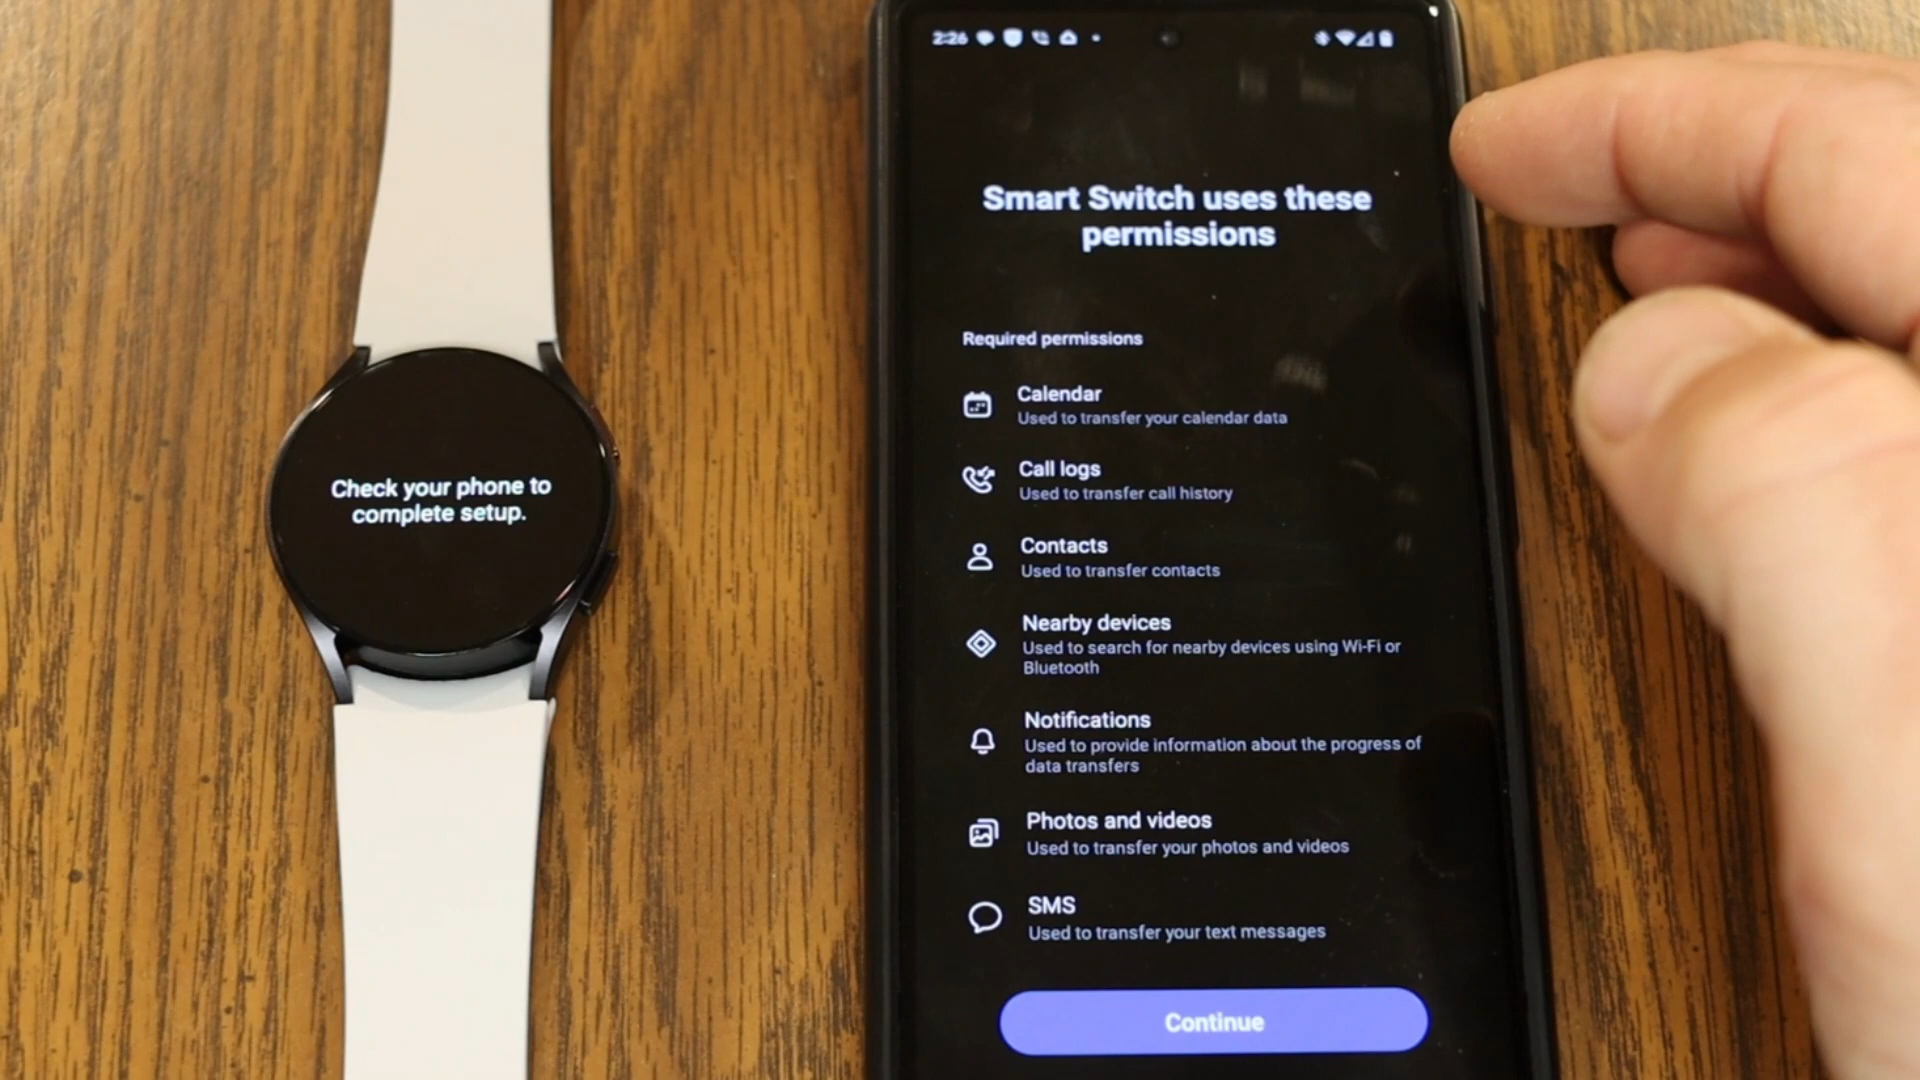 Check your phone to
complete setup.
2:26
Smart Switch uses these
permissions
Required permissions
Calendar
Used to transfer your calendar data
Call logs
Used to transfer call history
Contacts
Used to transfer contacts
Nearby devices
Used to search for nearby devices using Wi-Fi or
Bluetooth
Notifications
Used to provide information about the progress of
data transfers
Photos and videos
Used to transfer your photos and videos
SMS
Used to transfer your text messages
Continue